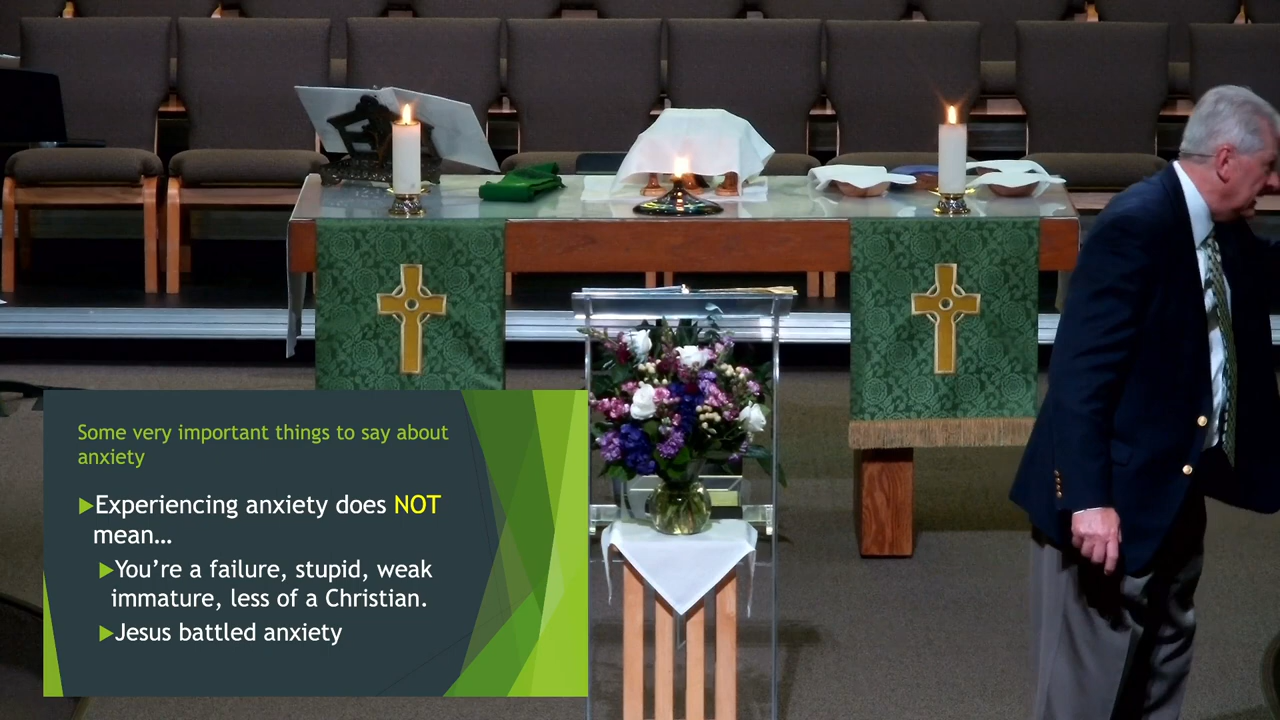 Some very important things to say about
anxiety
Experiencing anxiety does NOT
mean...
You're a failure, stupid, weak
immature, less of a Christian.
Jesus battled anxiety